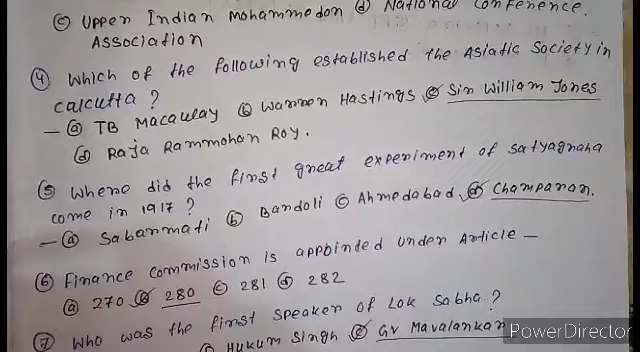 © Upper Indian Mohammedon ⓓ National Conference.
Association
④ Which of the following established the Asiatic Society in
calcutta ?
— ⓐ TB Macaulay ⓑ Warren Hastings ⓒ Sir William Jones
ⓓ Raja Rammohan Roy.
⑤ Where did the first great experiment of satyagraha
come in 1917 ?
— ⓐ Sabarmati ⓑ Bardoli © Ahmedabad ⓓ Champaran.
⑥ Finance commission is appointed under Article —
ⓐ 270 ⓑ 280 © 281 ⓓ 282
⑦ Who was the first speaker of Lok Sabha ?
Hukum Singh ⓒ GV Mavalankar
PowerDirector